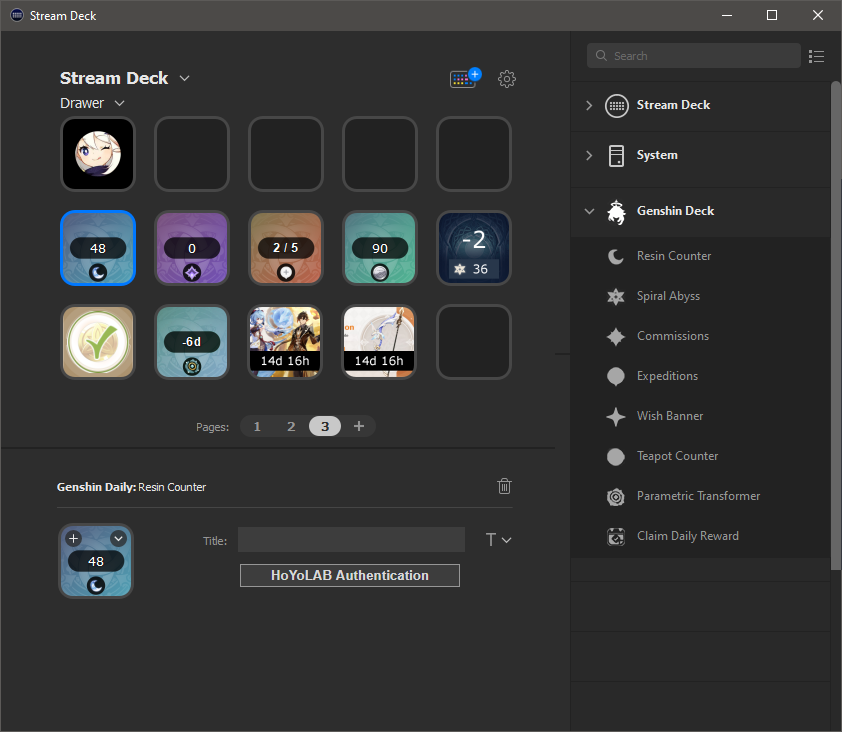 Stream Deck
Stream Deck
Drawer
48
0
2 / 5
90
-2
36
-6d
14d 16h
14d 16h
Pages:
1
2
3
+
Genshin Daily: Resin Counter
48
Title:
T
HoYoLAB Authentication
Search
Stream Deck
System
Genshin Deck
Resin Counter
Spiral Abyss
Commissions
Expeditions
Wish Banner
Teapot Counter
Parametric Transformer
Claim Daily Reward